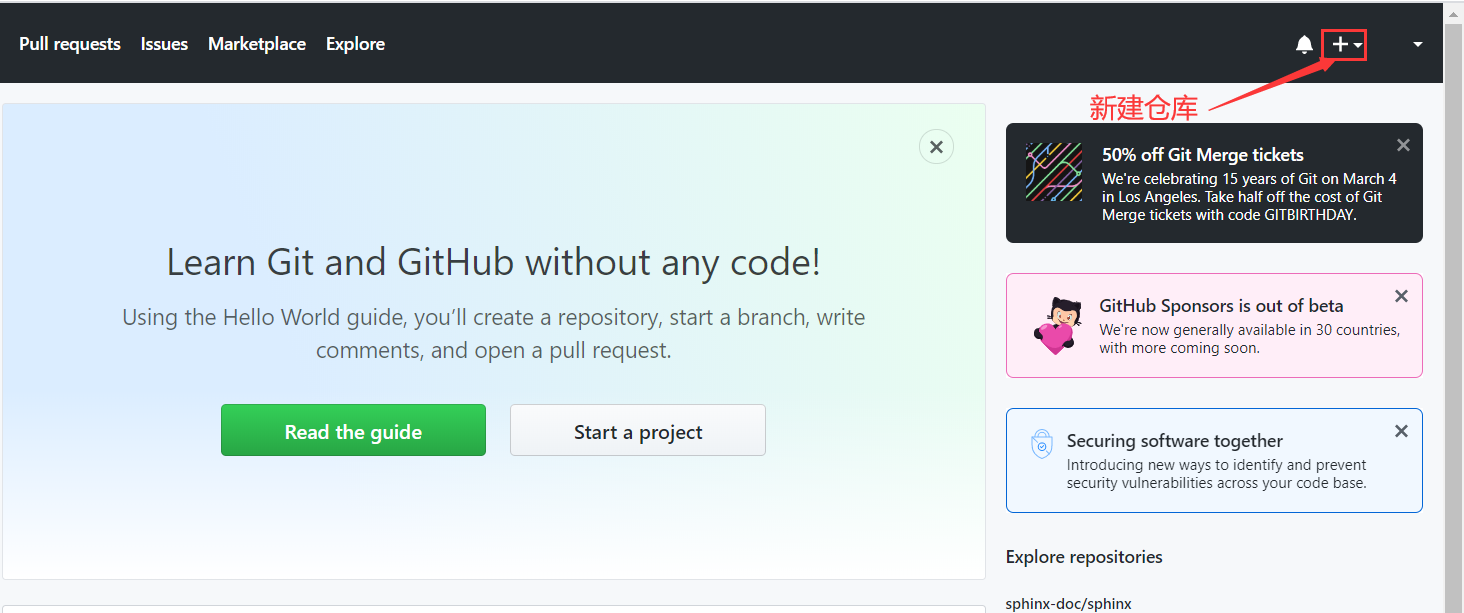 Pull requests Issues Marketplace Explore
新建仓库
Learn Git and GitHub without any code!
Using the Hello World guide, you’ll create a repository, start a branch, write
comments, and open a pull request.
Read the guide Start a project
50% off Git Merge tickets
We're celebrating 15 years of Git on March 4
in Los Angeles. Take half off the cost of Git
Merge tickets with code GITBIRTHDAY.
GitHub Sponsors is out of beta
We're now generally available in 30 countries,
with more coming soon.
Securing software together
Introducing new ways to identify and prevent
security vulnerabilities across your code base.
Explore repositories
sphinx-doc/sphinx